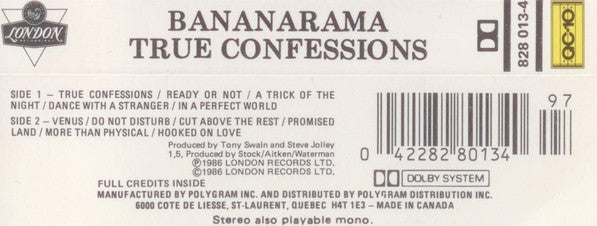 LONDON
BANANARAMA
TRUE CONFESSIONS
828 013-4
QC-10
SIDE 1 – TRUE CONFESSIONS / READY OR NOT / A TRICK OF THE
NIGHT / DANCE WITH A STRANGER / IN A PERFECT WORLD
SIDE 2 – VENUS / DO NOT DISTURB / CUT ABOVE THE REST / PROMISED
LAND / MORE THAN PHYSICAL / HOOKED ON LOVE
Produced by Tony Swain and Steve Jolley
1,5, Produced by Stock/Aitken/Waterman
℗1986 LONDON RECORDS LTD.
©1986 LONDON RECORDS LTD.
97
0 42282 80134
DOLBY SYSTEM
FULL CREDITS INSIDE
MANUFACTURED BY POLYGRAM INC. AND DISTRIBUTED BY POLYGRAM DISTRIBUTION INC.
6000 COTE DE LIESSE, ST-LAURENT, QUEBEC H4T 1E3 – MADE IN CANADA
Stereo also playable mono.